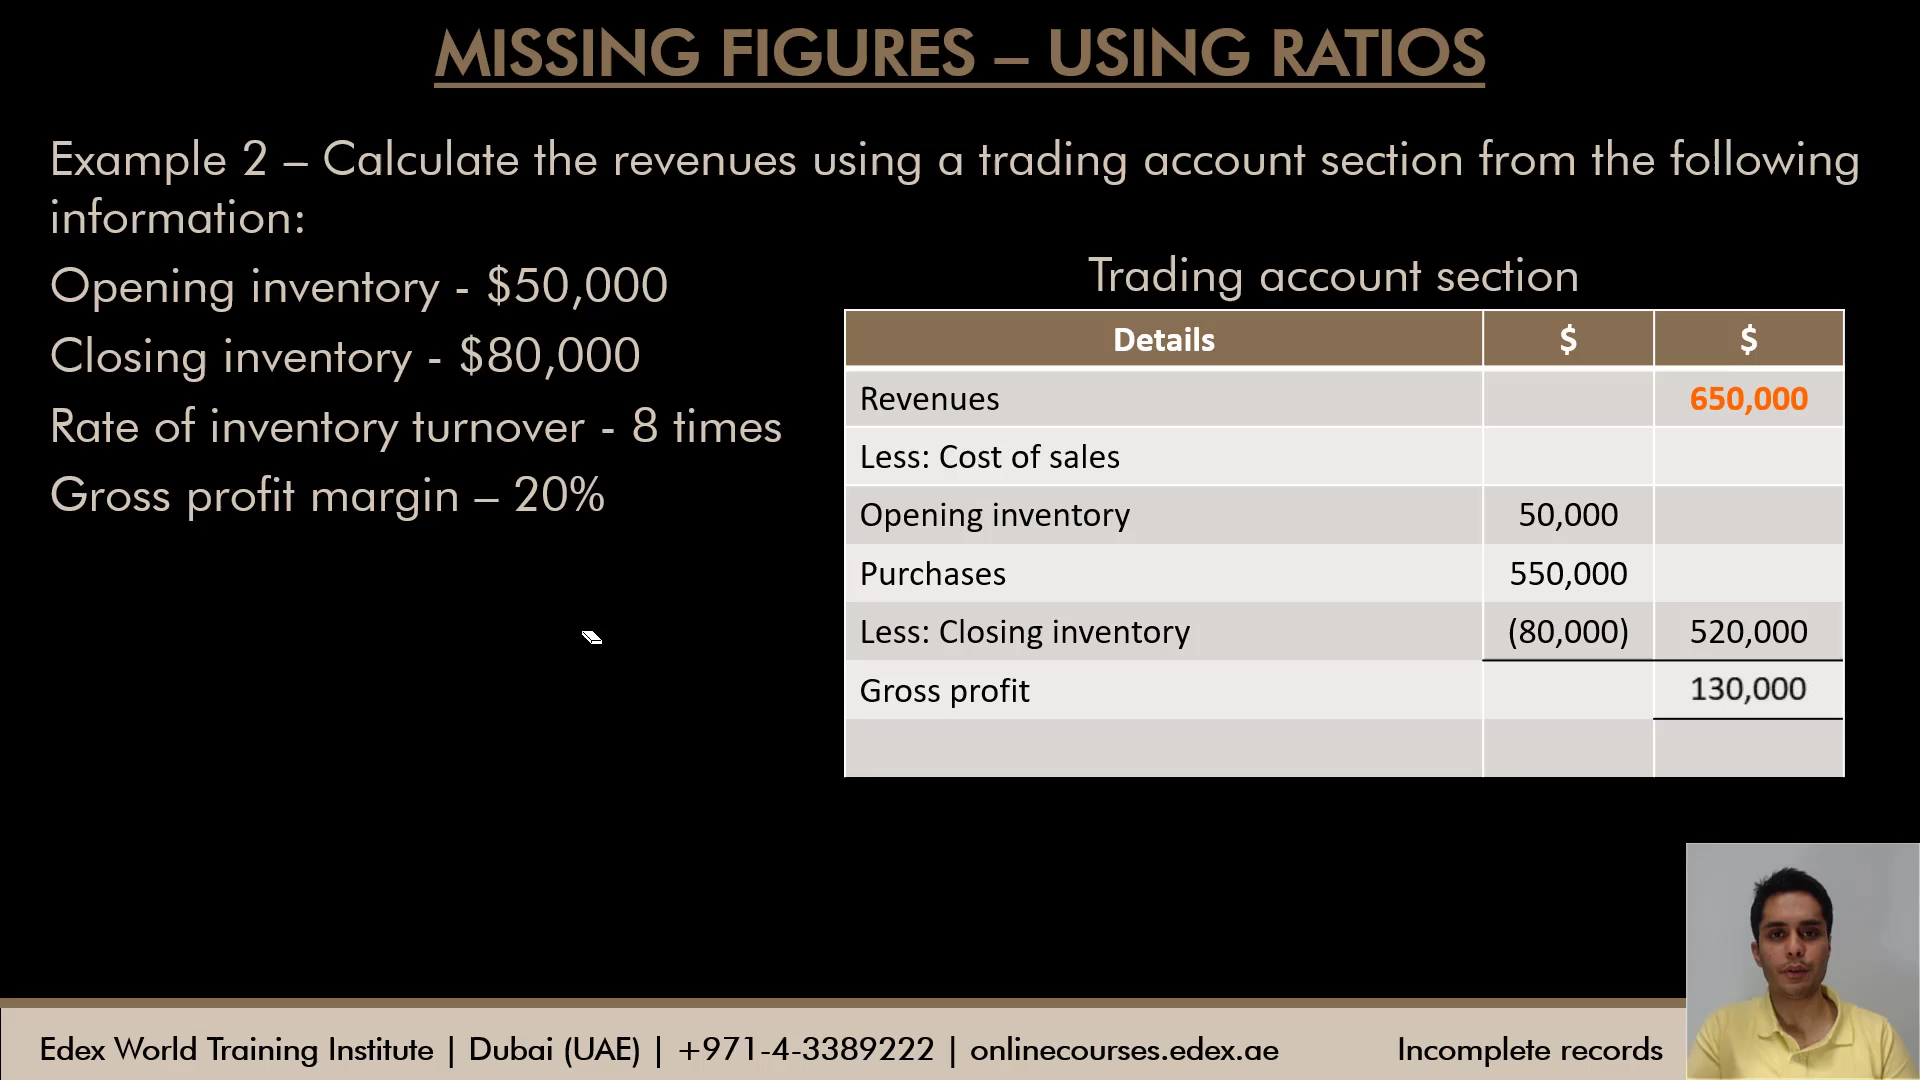 MISSING FIGURES – USING RATIOS
Example 2 – Calculate the revenues using a trading account section from the following
information:
Opening inventory - $50,000
Closing inventory - $80,000
Rate of inventory turnover - 8 times
Gross profit margin – 20%
Trading account section
Details $ $
Revenues 650,000
Less: Cost of sales
Opening inventory 50,000
Purchases 550,000
Less: Closing inventory (80,000) 520,000
Gross profit 130,000
Edex World Training Institute | Dubai (UAE) | +971-4-3389222 | onlinecourses.edex.ae Incomplete records